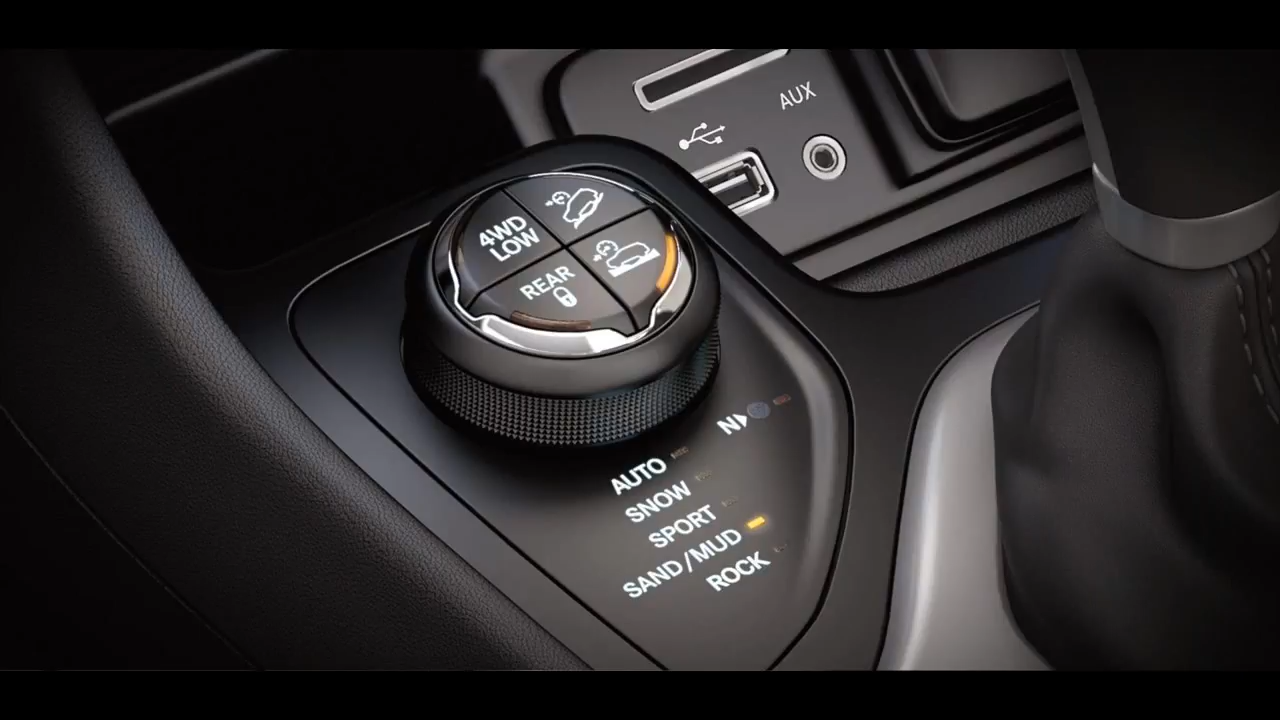 AUX
4WD
LOW
REAR
N
AUTO
SNOW
SPORT
SAND/MUD
ROCK